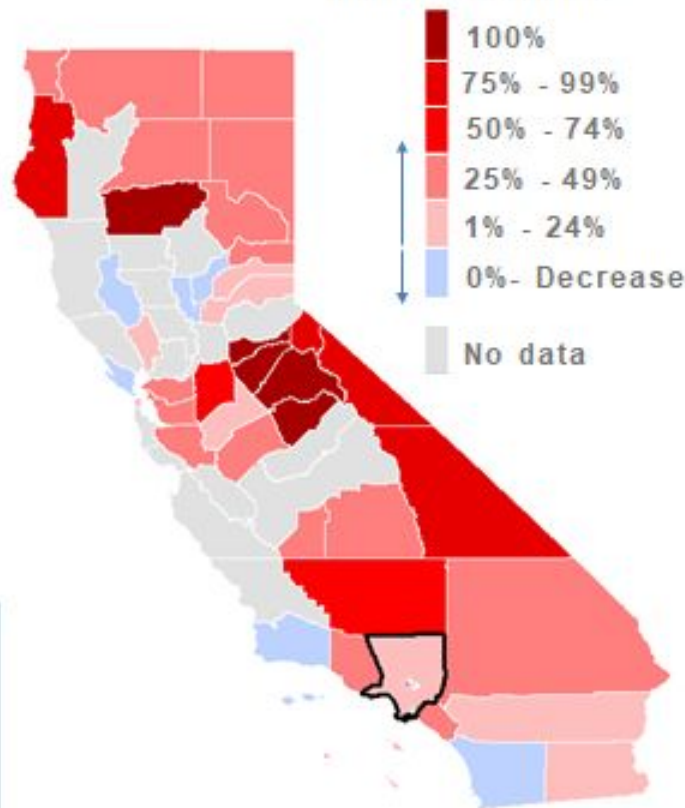 100%
75% - 99%
50% - 74%
25% - 49%
1% - 24%
0%- Decrease
No data